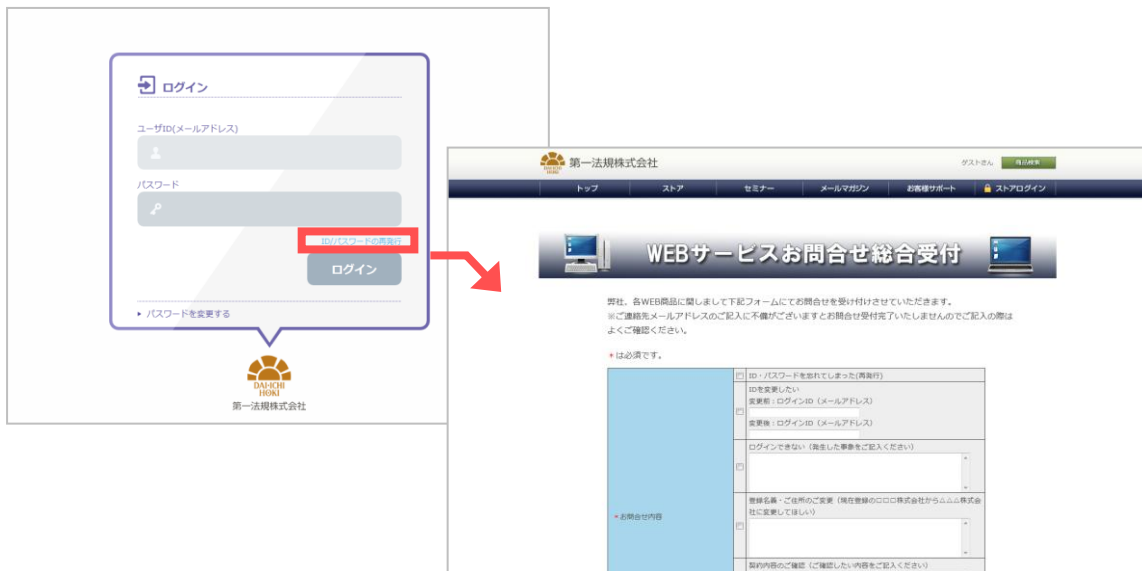 ログイン
ユーザID(メールアドレス)
パスワード
ID/パスワードの再発行
ログイン
パスワードを変更する
DAI-ICHI
HOKI
第一法規株式会社
DAI-ICHI
HOKI
第一法規株式会社
ゲストさん
商品検索
トップ
ストア
セミナー
メールマガジン
お客様サポート
ストアログイン
WEBサービスお問合せ総合受付
弊社、各WEB商品に関しまして下記フォームにてお問合せを受け付けさせていただきます。
※ご連絡先メールアドレスのご記入に不備がございますとお問合せ受付完了いたしませんのでご記入の際は
よくご確認ください。
*は必須です。
*お問合せ内容
ID・パスワードを忘れてしまった(再発行)
IDを変更したい
変更前：ログインID（メールアドレス）
変更後：ログインID（メールアドレス）
ログインできない（発生した事象をご記入ください）
登録名義・ご住所のご変更（現在登録の□□□株式会社から△△△株式会
社に変更してほしい）
契約内容のご確認（ご確認したい内容をご記入ください）